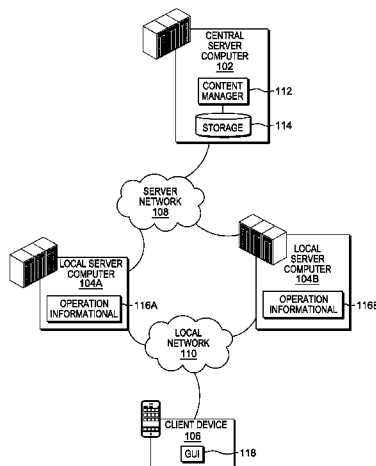 CENTRAL
SERVER
COMPUTER
102
CONTENT
MANAGER
112
STORAGE
114
SERVER
NETWORK
108
LOCAL SERVER
COMPUTER
104A
OPERATION
INFORMATIONAL
116A
LOCAL
SERVER
COMPUTER
104B
OPERATION
INFORMATIONAL
116B
LOCAL
NETWORK
110
CLIENT DEVICE
106
GUI
118